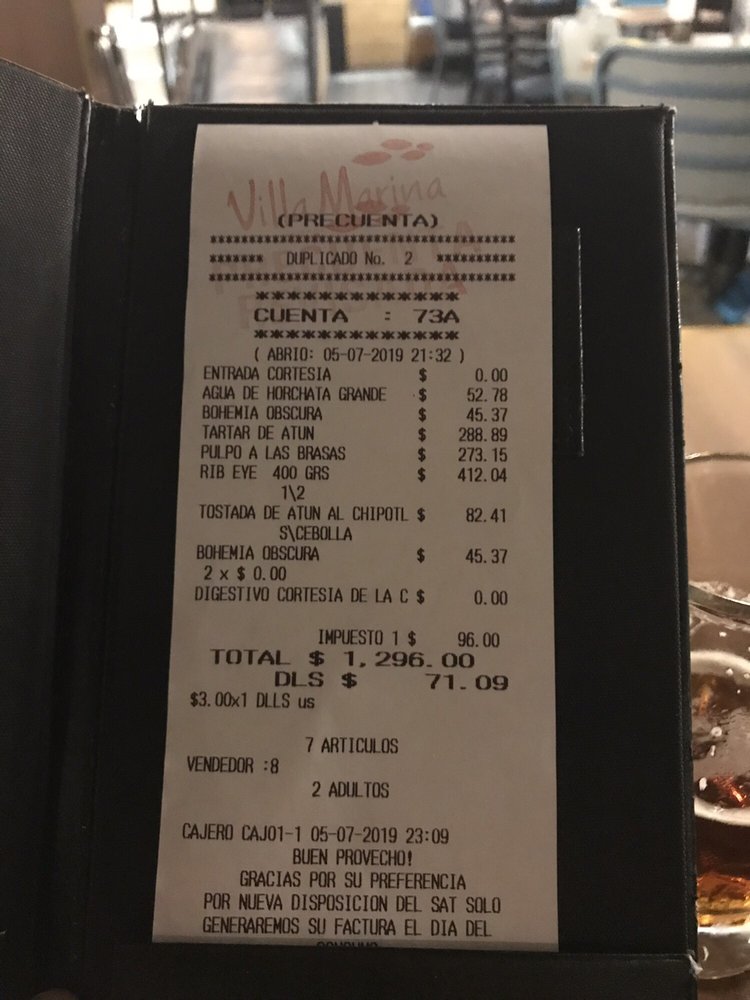 Villa Marina
(PRECUENTA)
*********************************
******* DUPLICADO No. 2 **********
*********************************
*************
CUENTA : 73A
*************
( ABRIO: 05-07-2019 21:32 )
ENTRADA CORTESIA $ 0.00
AGUA DE HORCHATA GRANDE $ 52.78
BOHEMIA OBSCURA $ 45.37
TARTAR DE ATUN $ 288.89
PULPO A LAS BRASAS $ 273.15
RIB EYE 400 GRS $ 412.04
1\2
TOSTADA DE ATUN AL CHIPOTL $ 82.41
S\CEBOLLA
BOHEMIA OBSCURA $ 45.37
2 x $ 0.00
DIGESTIVO CORTESIA DE LA C $ 0.00
IMPUESTO 1 $ 96.00
TOTAL $ 1,296.00
DLS $ 71.09
$3.00x1 DLLS us
7 ARTICULOS
VENDEDOR :8
2 ADULTOS
CAJERO CAJ01-1 05-07-2019 23:09
BUEN PROVECHO!
GRACIAS POR SU PREFERENCIA
POR NUEVA DISPOSICION DEL SAT SOLO
GENERAREMOS SU FACTURA EL DIA DEL